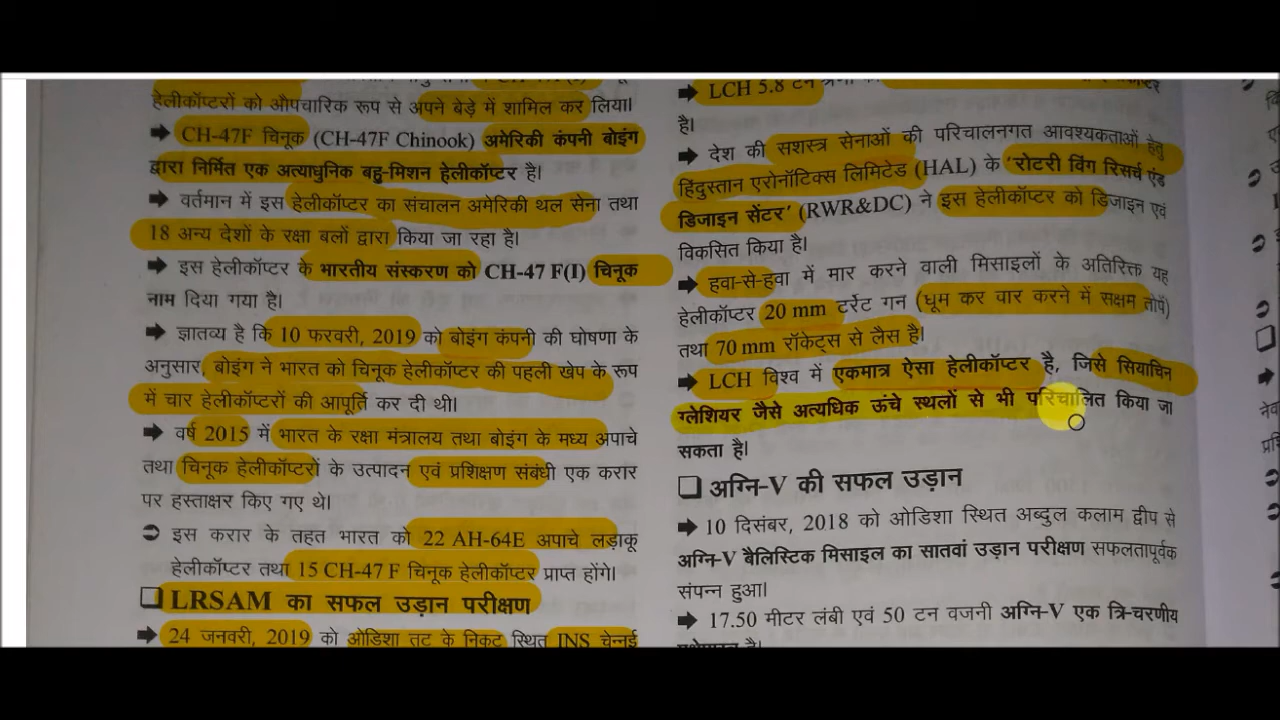 हेलीकॉप्टरों को औपचारिक रूप से अपने बेड़े में शामिल कर लिया।
➡ CH-47F चिनूक (CH-47F Chinook) अमेरिकी कंपनी बोइंग
द्वारा निर्मित एक अत्याधुनिक बहु-मिशन हेलीकॉप्टर है।
➡ वर्तमान में इस हेलीकॉप्टर का संचालन अमेरिकी थल सेना तथा
18 अन्य देशों के रक्षा बलों द्वारा किया जा रहा है।
➡ इस हेलीकॉप्टर के भारतीय संस्करण को CH-47 F(I) चिनूक
नाम दिया गया है।
➡ ज्ञातव्य है कि 10 फरवरी, 2019 को बोइंग कंपनी की घोषणा के
अनुसार, बोइंग ने भारत को चिनूक हेलीकॉप्टर की पहली खेप के रूप
में चार हेलीकॉप्टरों की आपूर्ति कर दी थी।
➡ वर्ष 2015 में भारत के रक्षा मंत्रालय तथा बोइंग के मध्य अपाचे
तथा चिनूक हेलीकॉप्टरों के उत्पादन एवं प्रशिक्षण संबंधी एक करार
पर हस्ताक्षर किए गए थे।
➲ इस करार के तहत भारत को 22 AH-64E अपाचे लड़ाकू
हेलीकॉप्टर तथा 15 CH-47 F चिनूक हेलीकॉप्टर प्राप्त होंगे।
❑ LRSAM का सफल उड़ान परीक्षण
➡ 24 जनवरी, 2019 को ओडिशा तट के निकट स्थित INS चेन्नई
➡ LCH 5.8 टन
है।
➡ देश की सशस्त्र सेनाओं की परिचालनगत आवश्यकताओं हेतु
हिंदुस्तान एरोनॉटिक्स लिमिटेड (HAL) के 'रोटरी विंग रिसर्च एंड
डिजाइन सेंटर' (RWR&DC) ने इस हेलीकॉप्टर को डिजाइन एवं
विकसित किया है।
➡ हवा-से-हवा में मार करने वाली मिसाइलों के अतिरिक्त यह
हेलीकॉप्टर 20 mm टर्रेट गन (घूम कर वार करने में सक्षम तोपें)
तथा 70 mm रॉकेट्स से लैस है।
➡ LCH विश्व में एकमात्र ऐसा हेलीकॉप्टर है, जिसे सियाचिन
ग्लेशियर जैसे अत्यधिक ऊंचे स्थलों से भी परिचालित किया जा
सकता है।
❑ अग्नि-V की सफल उड़ान
➡ 10 दिसंबर, 2018 को ओडिशा स्थित अब्दुल कलाम द्वीप से
अग्नि-V बैलिस्टिक मिसाइल का सातवां उड़ान परीक्षण सफलतापूर्वक
संपन्न हुआ।
➡ 17.50 मीटर लंबी एवं 50 टन वजनी अग्नि-V एक त्रि-चरणीय